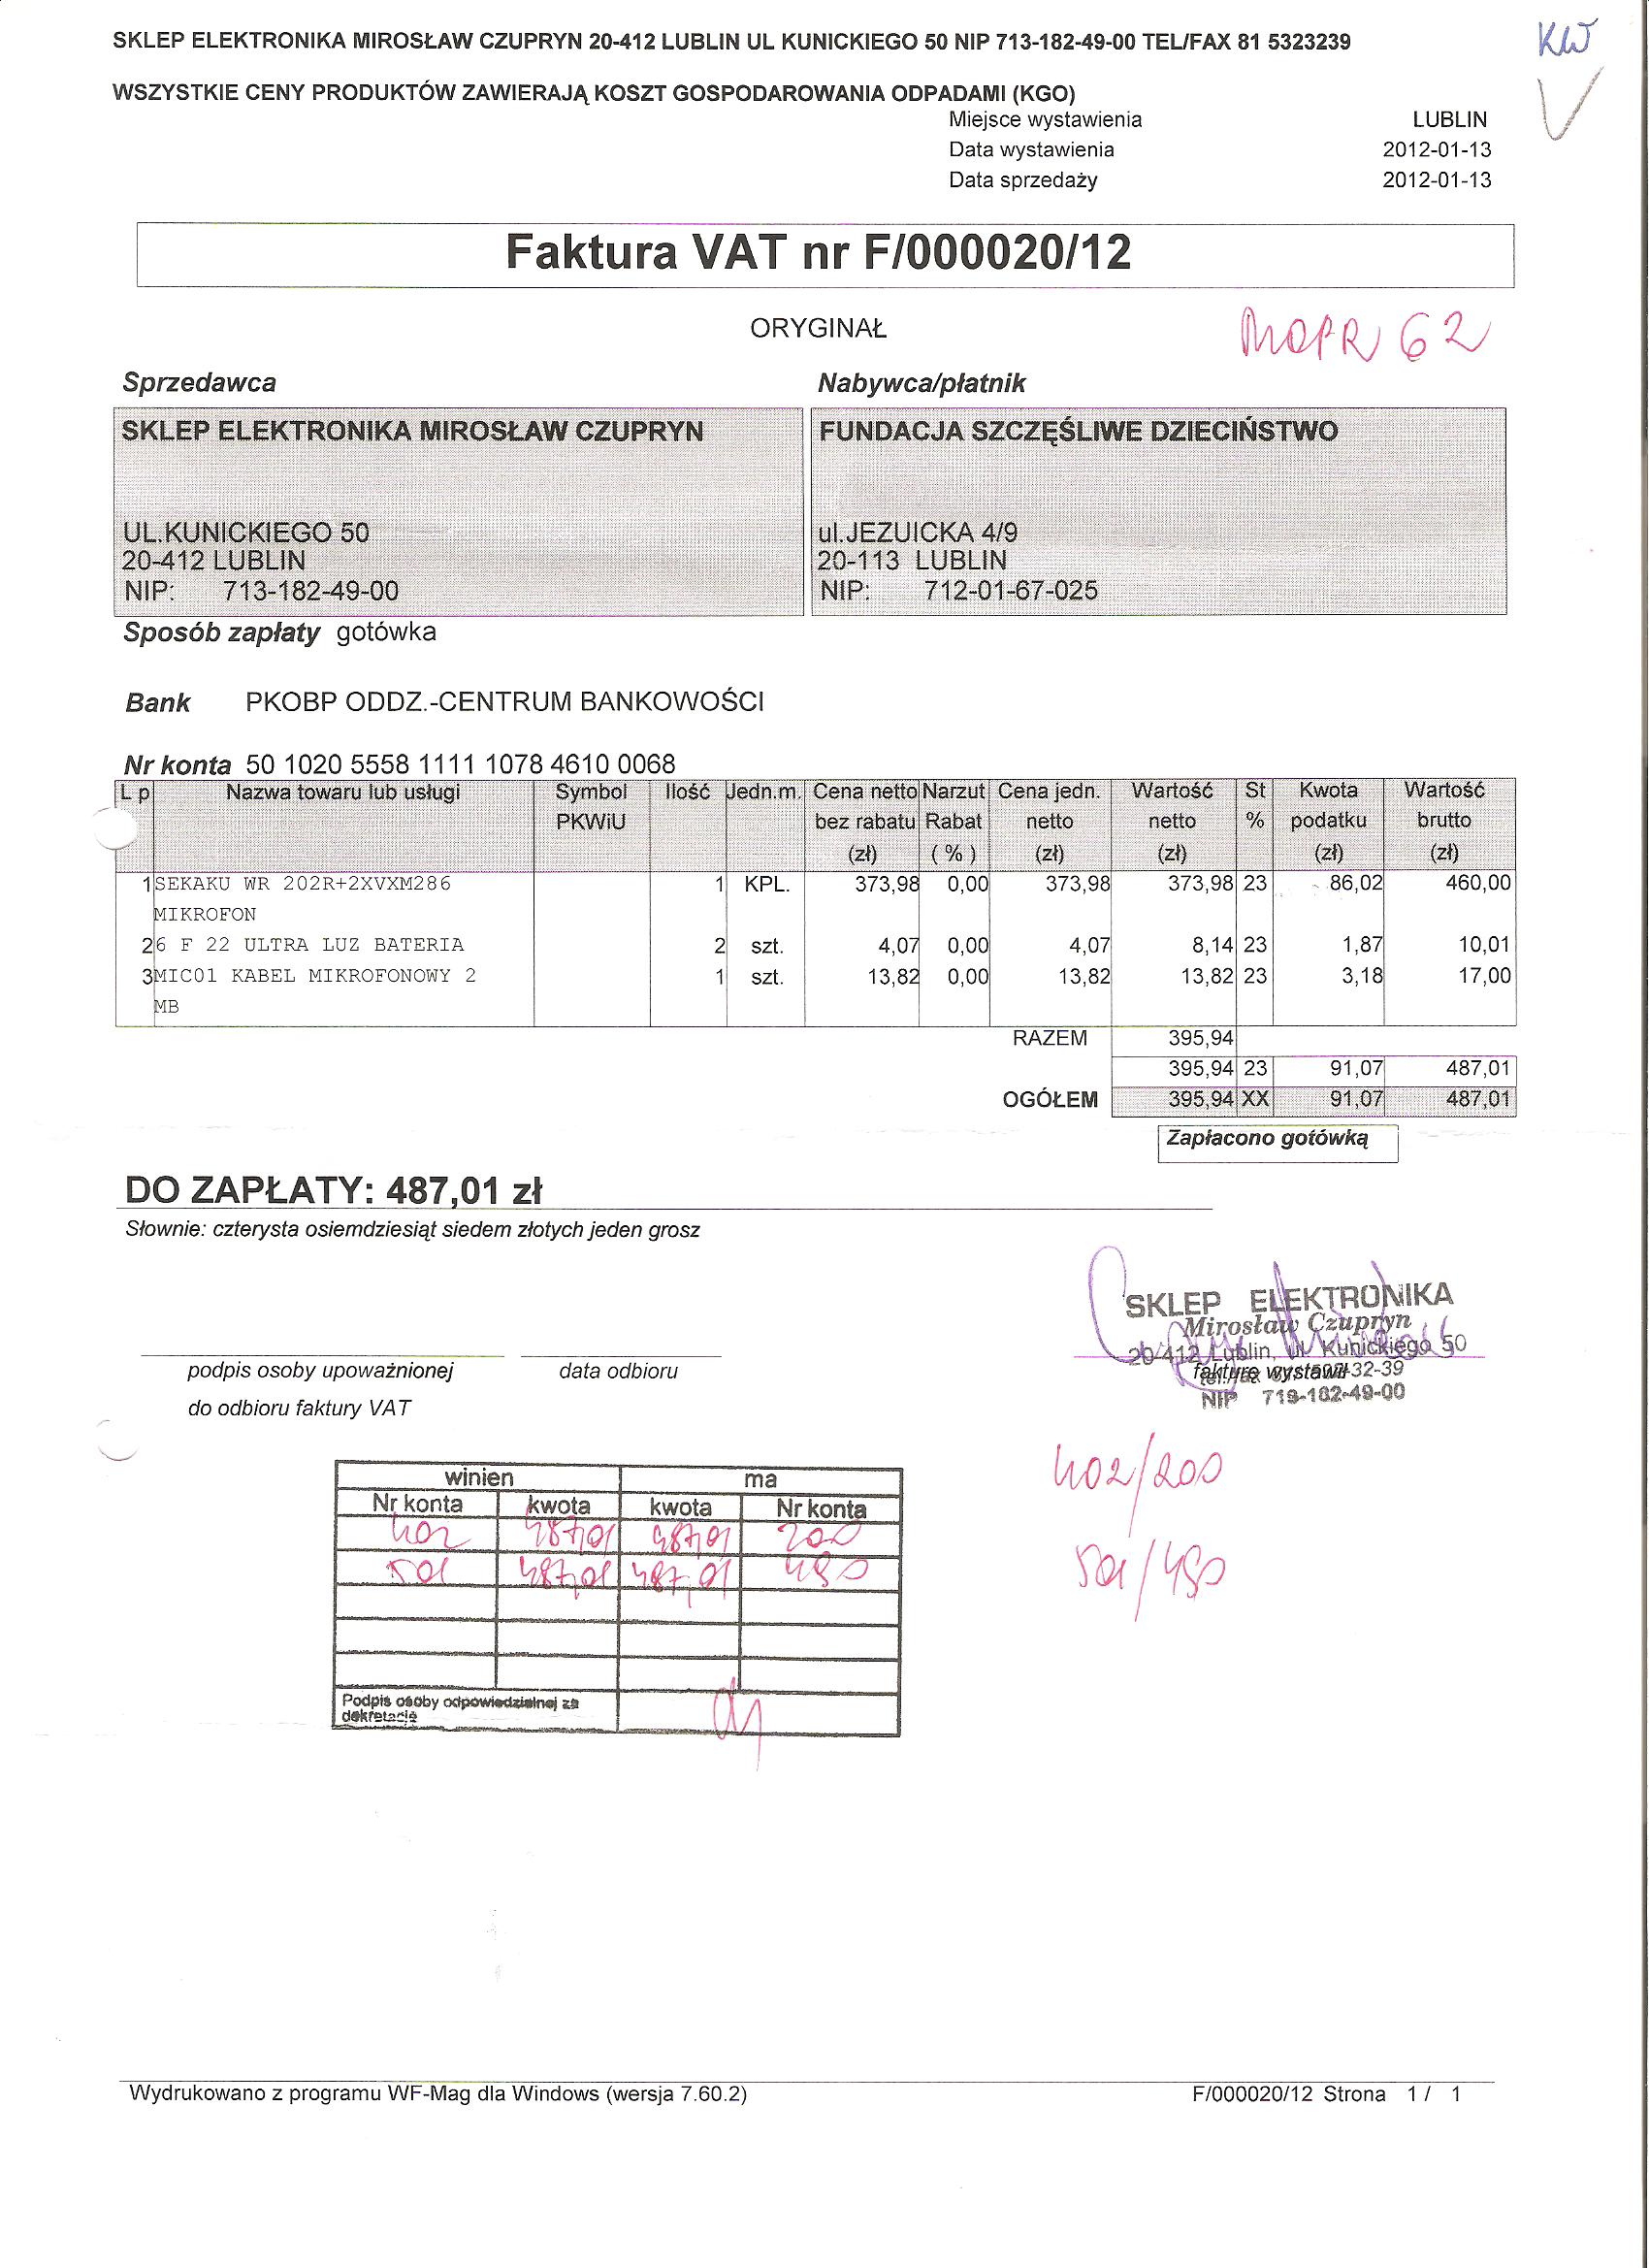 SKLEP ELEKTRONIKA MIROSŁAW CZUPRYN 20-412 LUBLIN UL KUNICKIEGO 50 NIP 713-182-49-00 TEL/FAX 81 5323239
KW
WSZYSTKIE CENY PRODUKTÓW ZAWIERAJĄ KOSZT GOSPODAROWANIA ODPADAMI (KGO)
Miejsce wystawienia LUBLIN
Data wystawienia 2012-01-13
Data sprzedaży 2012-01-13
Faktura VAT nr F/000020/12
ORYGINAŁ
MOPR 62
Sprzedawca Nabywca/płatnik
SKLEP ELEKTRONIKA MIROSŁAW CZUPRYN FUNDACJA SZCZĘŚLIWE DZIECIŃSTWO
UL.KUNICKIEGO 50 ul.JEZUICKA 4/9
20-412 LUBLIN 20-113 LUBLIN
NIP: 713-182-49-00 NIP: 712-01-67-025
Sposób zapłaty gotówka
Bank PKOBP ODDZ.-CENTRUM BANKOWOŚCI
Nr konta 50 1020 5558 1111 1078 4610 0068
L p Nazwa towaru lub usługi Symbol Ilość Jedn.m. Cena netto Narzut Cena jedn. Wartość St Kwota Wartość
PKWiU bez rabatu Rabat netto netto % podatku brutto
(zł) ( % ) (zł) (zł) (zł) (zł)
1 SEKAKU WR 202R+2XVXM286 1 KPL. 373,98 0,00 373,98 373,98 23 86,02 460,00
MIKROFON
2 6 F 22 ULTRA LUZ BATERIA 2 szt. 4,07 0,00 4,07 8,14 23 1,87 10,01
3 MIC01 KABEL MIKROFONOWY 2 1 szt. 13,82 0,00 13,82 13,82 23 3,18 17,00
MB
RAZEM 395,94
395,94 23 91,07 487,01
OGÓŁEM 395,94 XX 91,07 487,01
Zapłacono gotówką
DO ZAPŁATY: 487,01 zł
Słownie: czterysta osiemdziesiąt siedem złotych jeden grosz
SKLEP ELEKTRONIKA
Mirosław Czupryn
20-412 Lublin, ul. Kunickiego 50
podpis osoby upoważnionej data odbioru fakturę wystawił
do odbioru faktury VAT
NIP 713-182-49-00
402/200
winien ma
Nr konta kwota kwota Nr konta
402 487,01 487,01 200
501 487,01 487,01 490
501/490
Podpis osoby odpowiedzialnej za
dekretację
Wydrukowano z programu WF-Mag dla Windows (wersja 7.60.2) F/000020/12 Strona 1 / 1